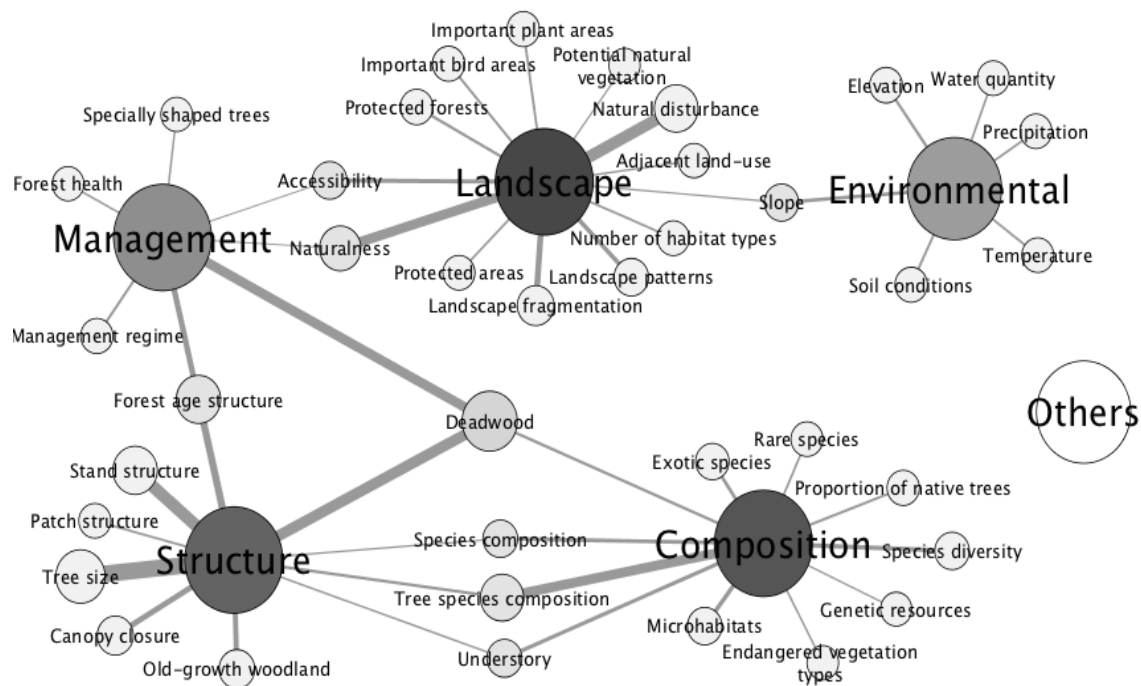 Important plant areas
Important bird areas
Potential natural
vegetation
Elevation
Water quantity
Specially shaped trees
Protected forests
Natural disturbance
Precipitation
Adjacent land-use
Forest health
Accessibility
Landscape
Slope
Environmental
Management
Naturalness
Number of habitat types
Temperature
Protected areas
Landscape patterns
Soil conditions
Landscape fragmentation
Management regime
Forest age structure
Deadwood
Others
Stand structure
Exotic species
Rare species
Proportion of native trees
Patch structure
Species composition
Composition
Species diversity
Structure
Tree size
Tree species composition
Genetic resources
Canopy closure
Microhabitats
Old-growth woodland
Understory
Endangered vegetation
types